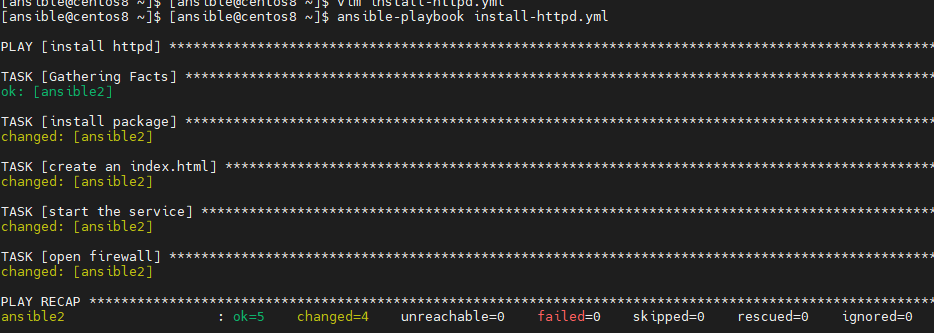 [ansible@centos8 ~]$ [ansible@centos8 ~]$ vim install-httpd.yml
[ansible@centos8 ~]$ [ansible@centos8 ~]$ ansible-playbook install-httpd.yml
PLAY [install httpd] ************************************************************************************************
TASK [Gathering Facts] **********************************************************************************************
ok: [ansible2]
TASK [install package] **********************************************************************************************
changed: [ansible2]
TASK [create an index.html] *****************************************************************************************
changed: [ansible2]
TASK [start the service] ********************************************************************************************
changed: [ansible2]
TASK [open firewall] ************************************************************************************************
changed: [ansible2]
PLAY RECAP **********************************************************************************************************
ansible2                   : ok=5    changed=4    unreachable=0    failed=0    skipped=0    rescued=0    ignored=0